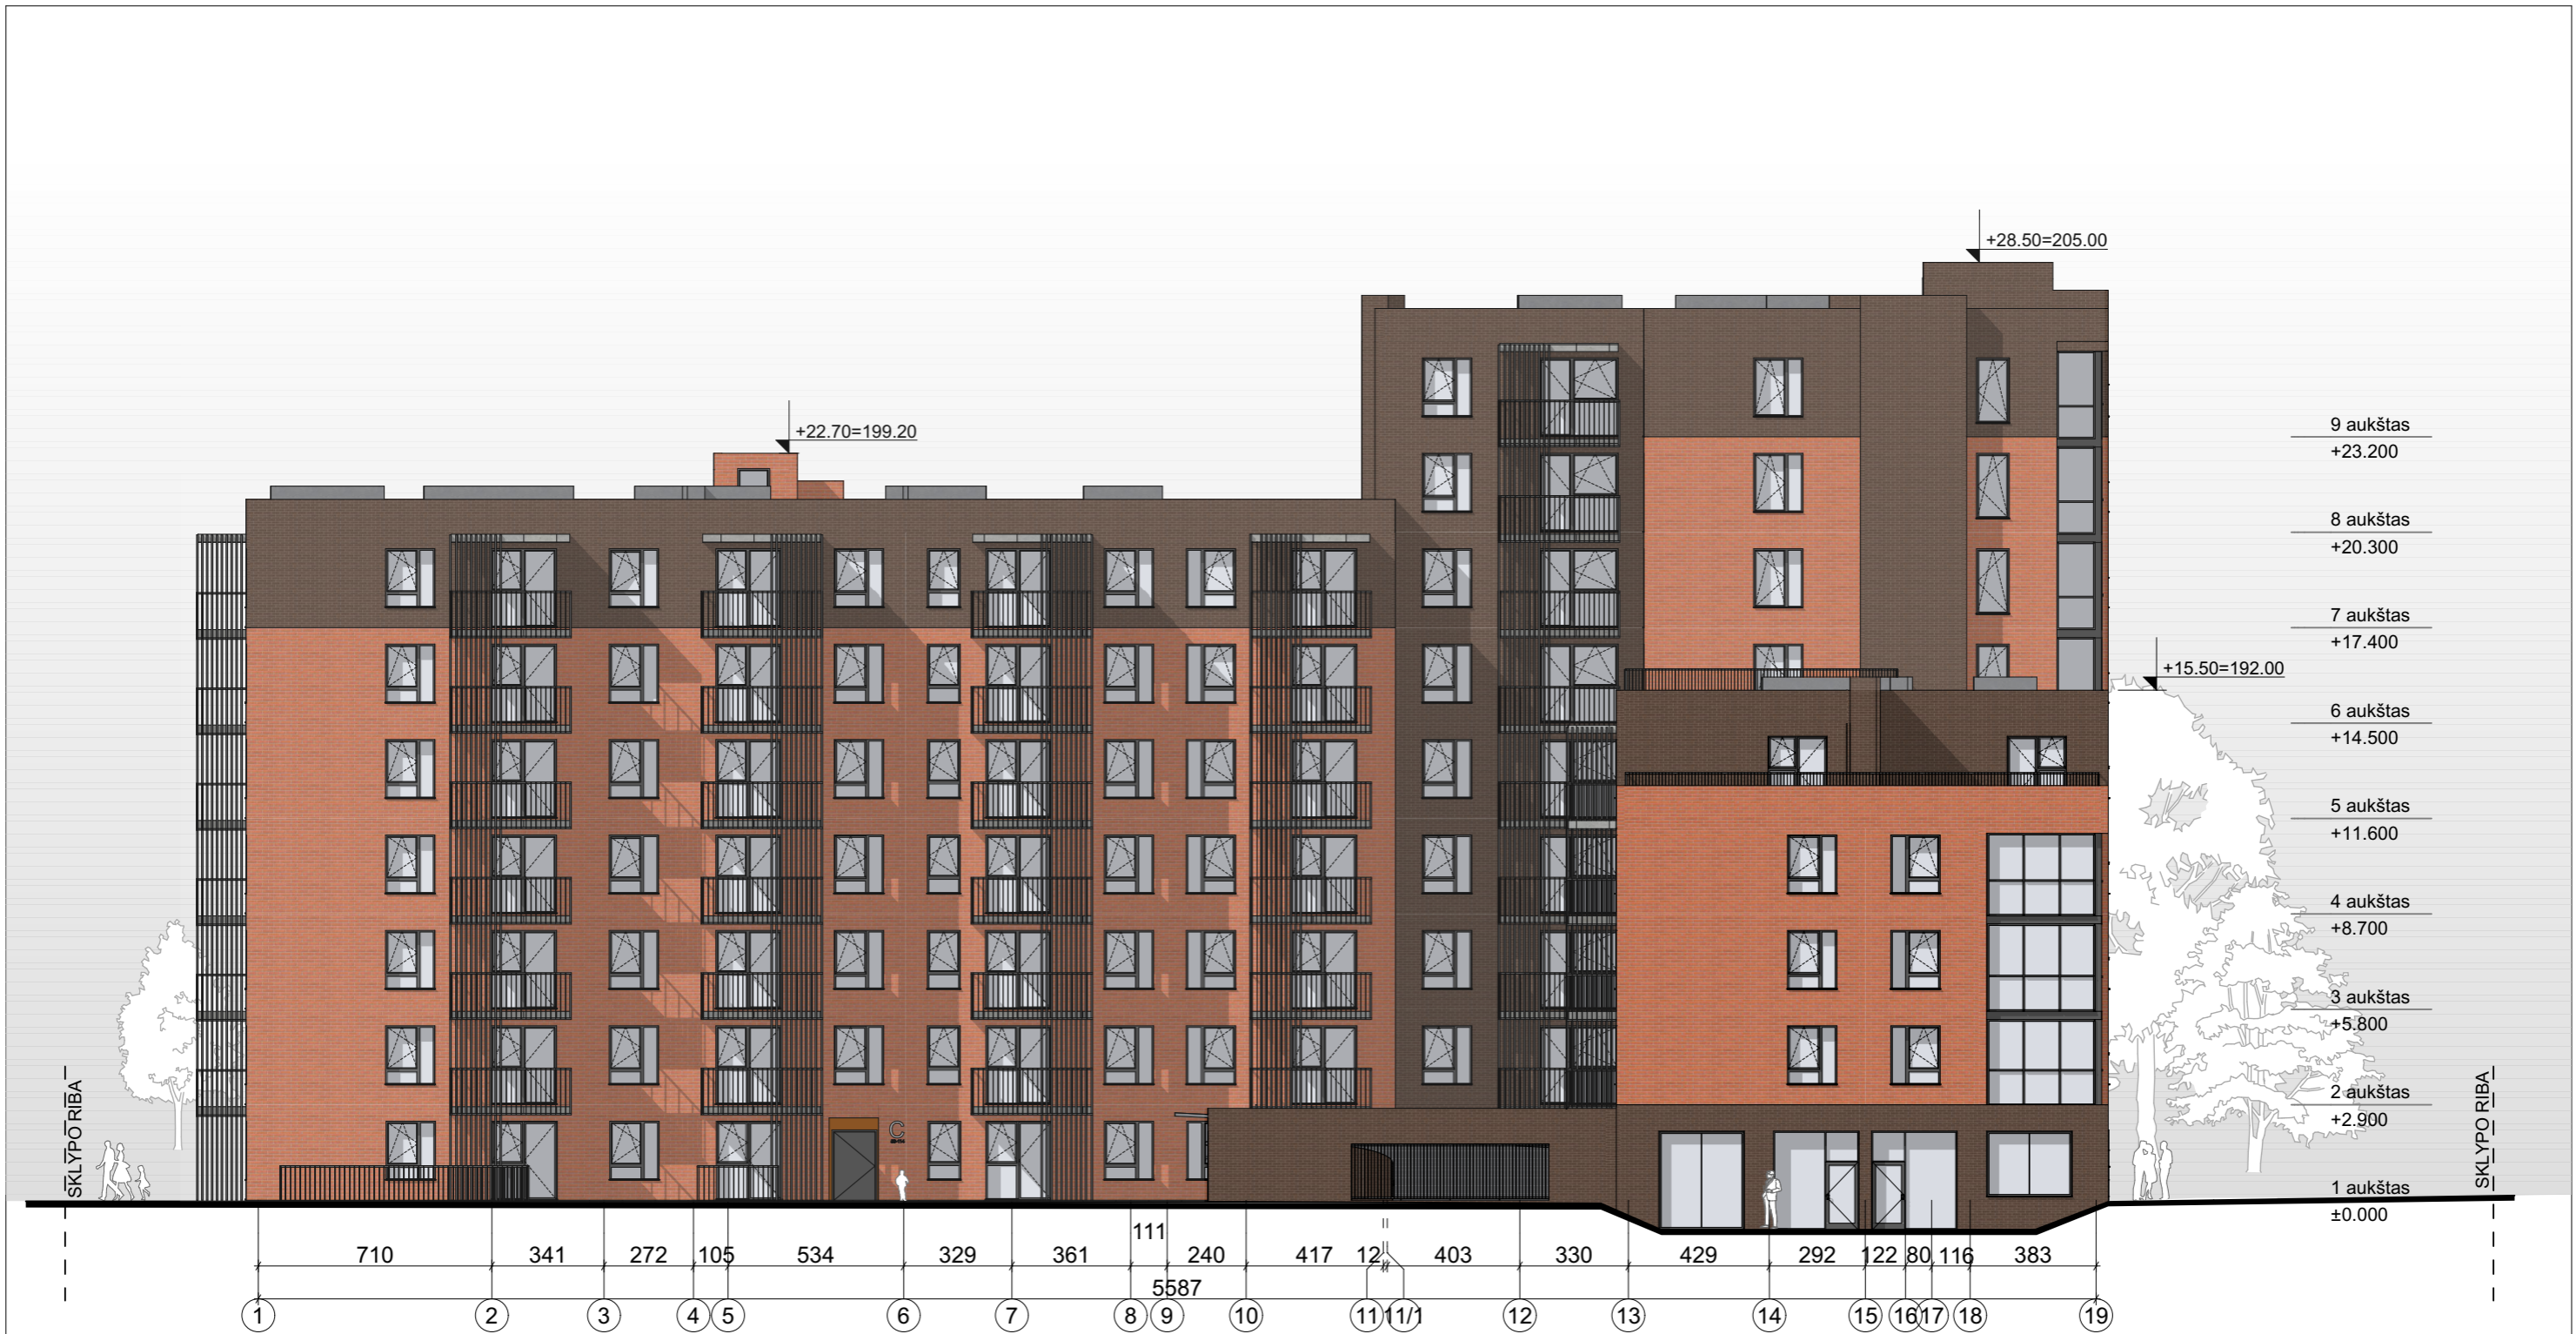 +28.50=205.00
+22.70=199.20
9 aukštas
+23.200
8 aukštas
+20.300
7 aukštas
+17.400
+15.50=192.00
6 aukštas
+14.500
5 aukštas
+11.600
4 aukštas
+8.700
3 aukštas
+5.800
2 aukštas
+2.900
1 aukštas
±0.000
SKLYPO RIBA
C
SKLYPO RIBA
111
710 341 272 105 534 329 361 240 417 12 403 330 429 292 122 80 116 383
5587
1 2 3 4 5 6 7 8 9 10 11 11/1 12 13 14 15 16 17 18 19